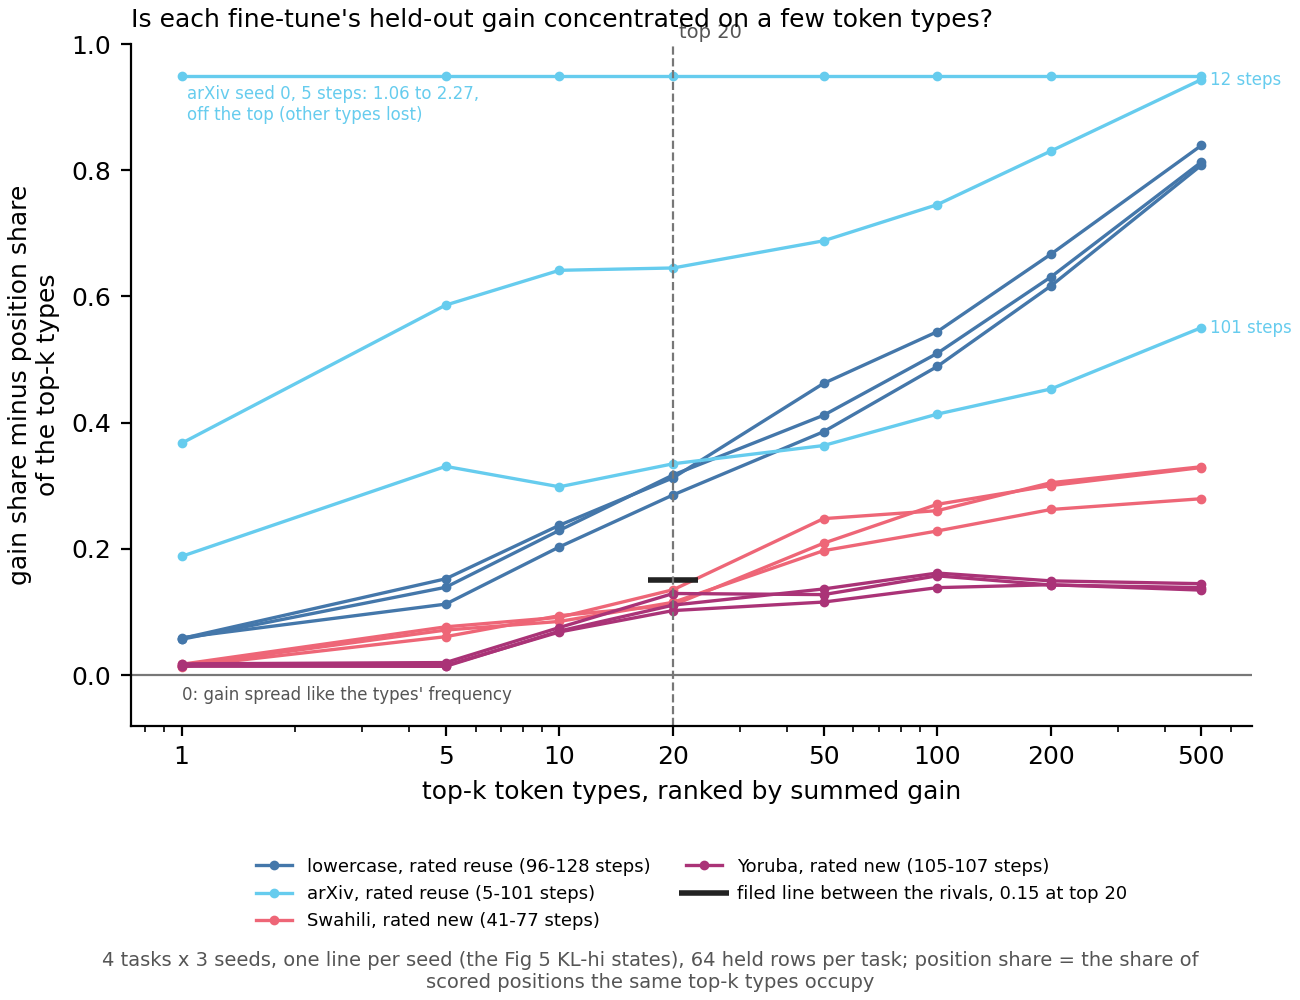 Is each fine-tune's held-out gain concentrated on a few token types?
top 20
1.0
0.8
0.6
0.4
0.2
0.0
gain share minus position share
of the top-k types
arXiv seed 0, 5 steps: 1.06 to 2.27,
off the top (other types lost)
12 steps
101 steps
0: gain spread like the types' frequency
1
5
10
20
50
100
200
500
top-k token types, ranked by summed gain
lowercase, rated reuse (96-128 steps)
arXiv, rated reuse (5-101 steps)
Swahili, rated new (41-77 steps)
Yoruba, rated new (105-107 steps)
filed line between the rivals, 0.15 at top 20
4 tasks x 3 seeds, one line per seed (the Fig 5 KL-hi states), 64 held rows per task; position share = the share of
scored positions the same top-k types occupy